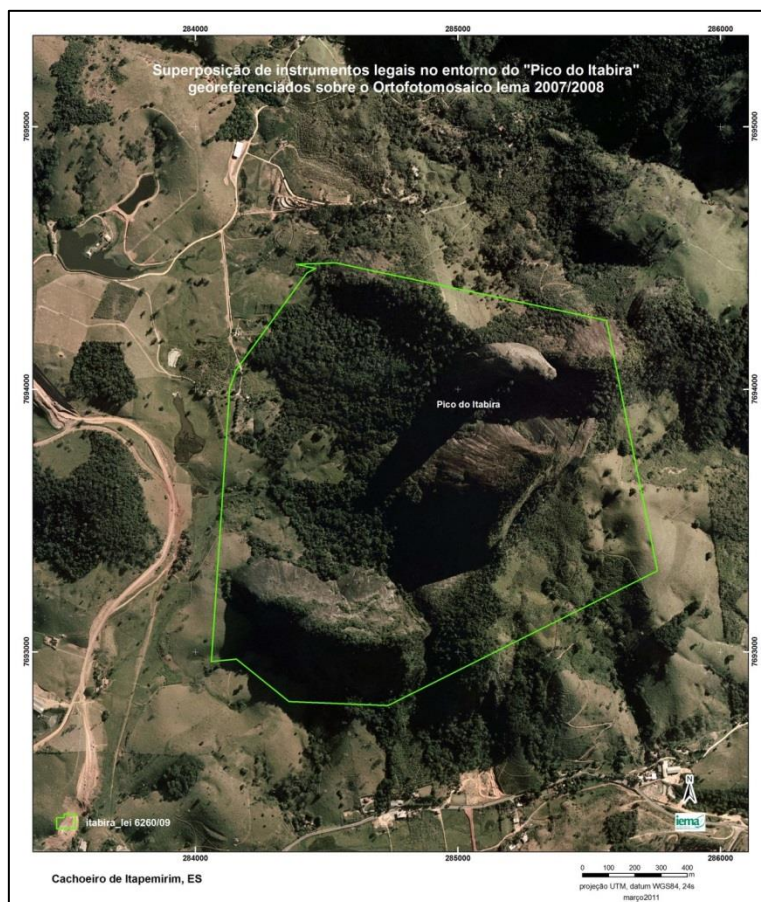 284000 285000 286000
Superposição de instrumentos legais no entorno do "Pico do Itabira"
georeferenciados sobre o Ortofotomosaico Iema 2007/2008
7695000 7695000
7694000 7694000
Pico do Itabira
7693000 7693000
N
iema
itabira_lei 6260/09
284000 285000 286000
Cachoeiro de Itapemirim, ES
0 100 200 300 400
m
projeção UTM, datum WGS84, 24s
março2011